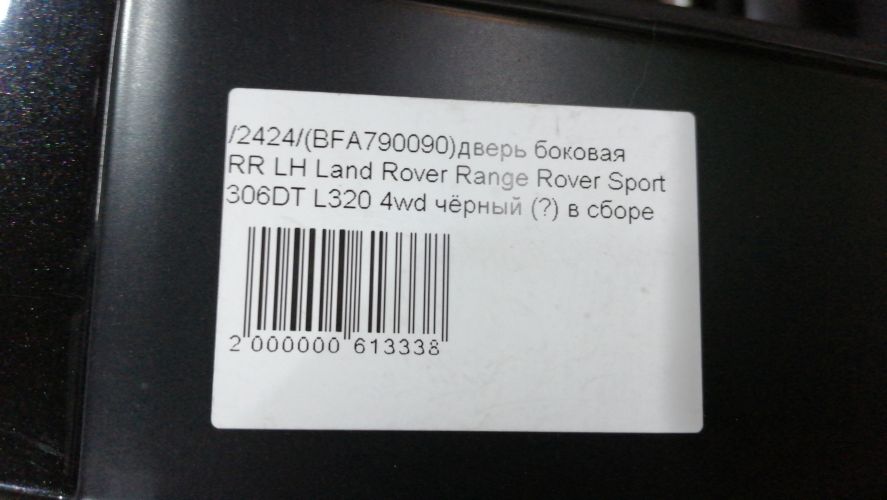 /2424/(BFA790090)дверь боковая
RR LH Land Rover Range Rover Sport
306DT L320 4wd чёрный (?) в сборе
2 000000 613338